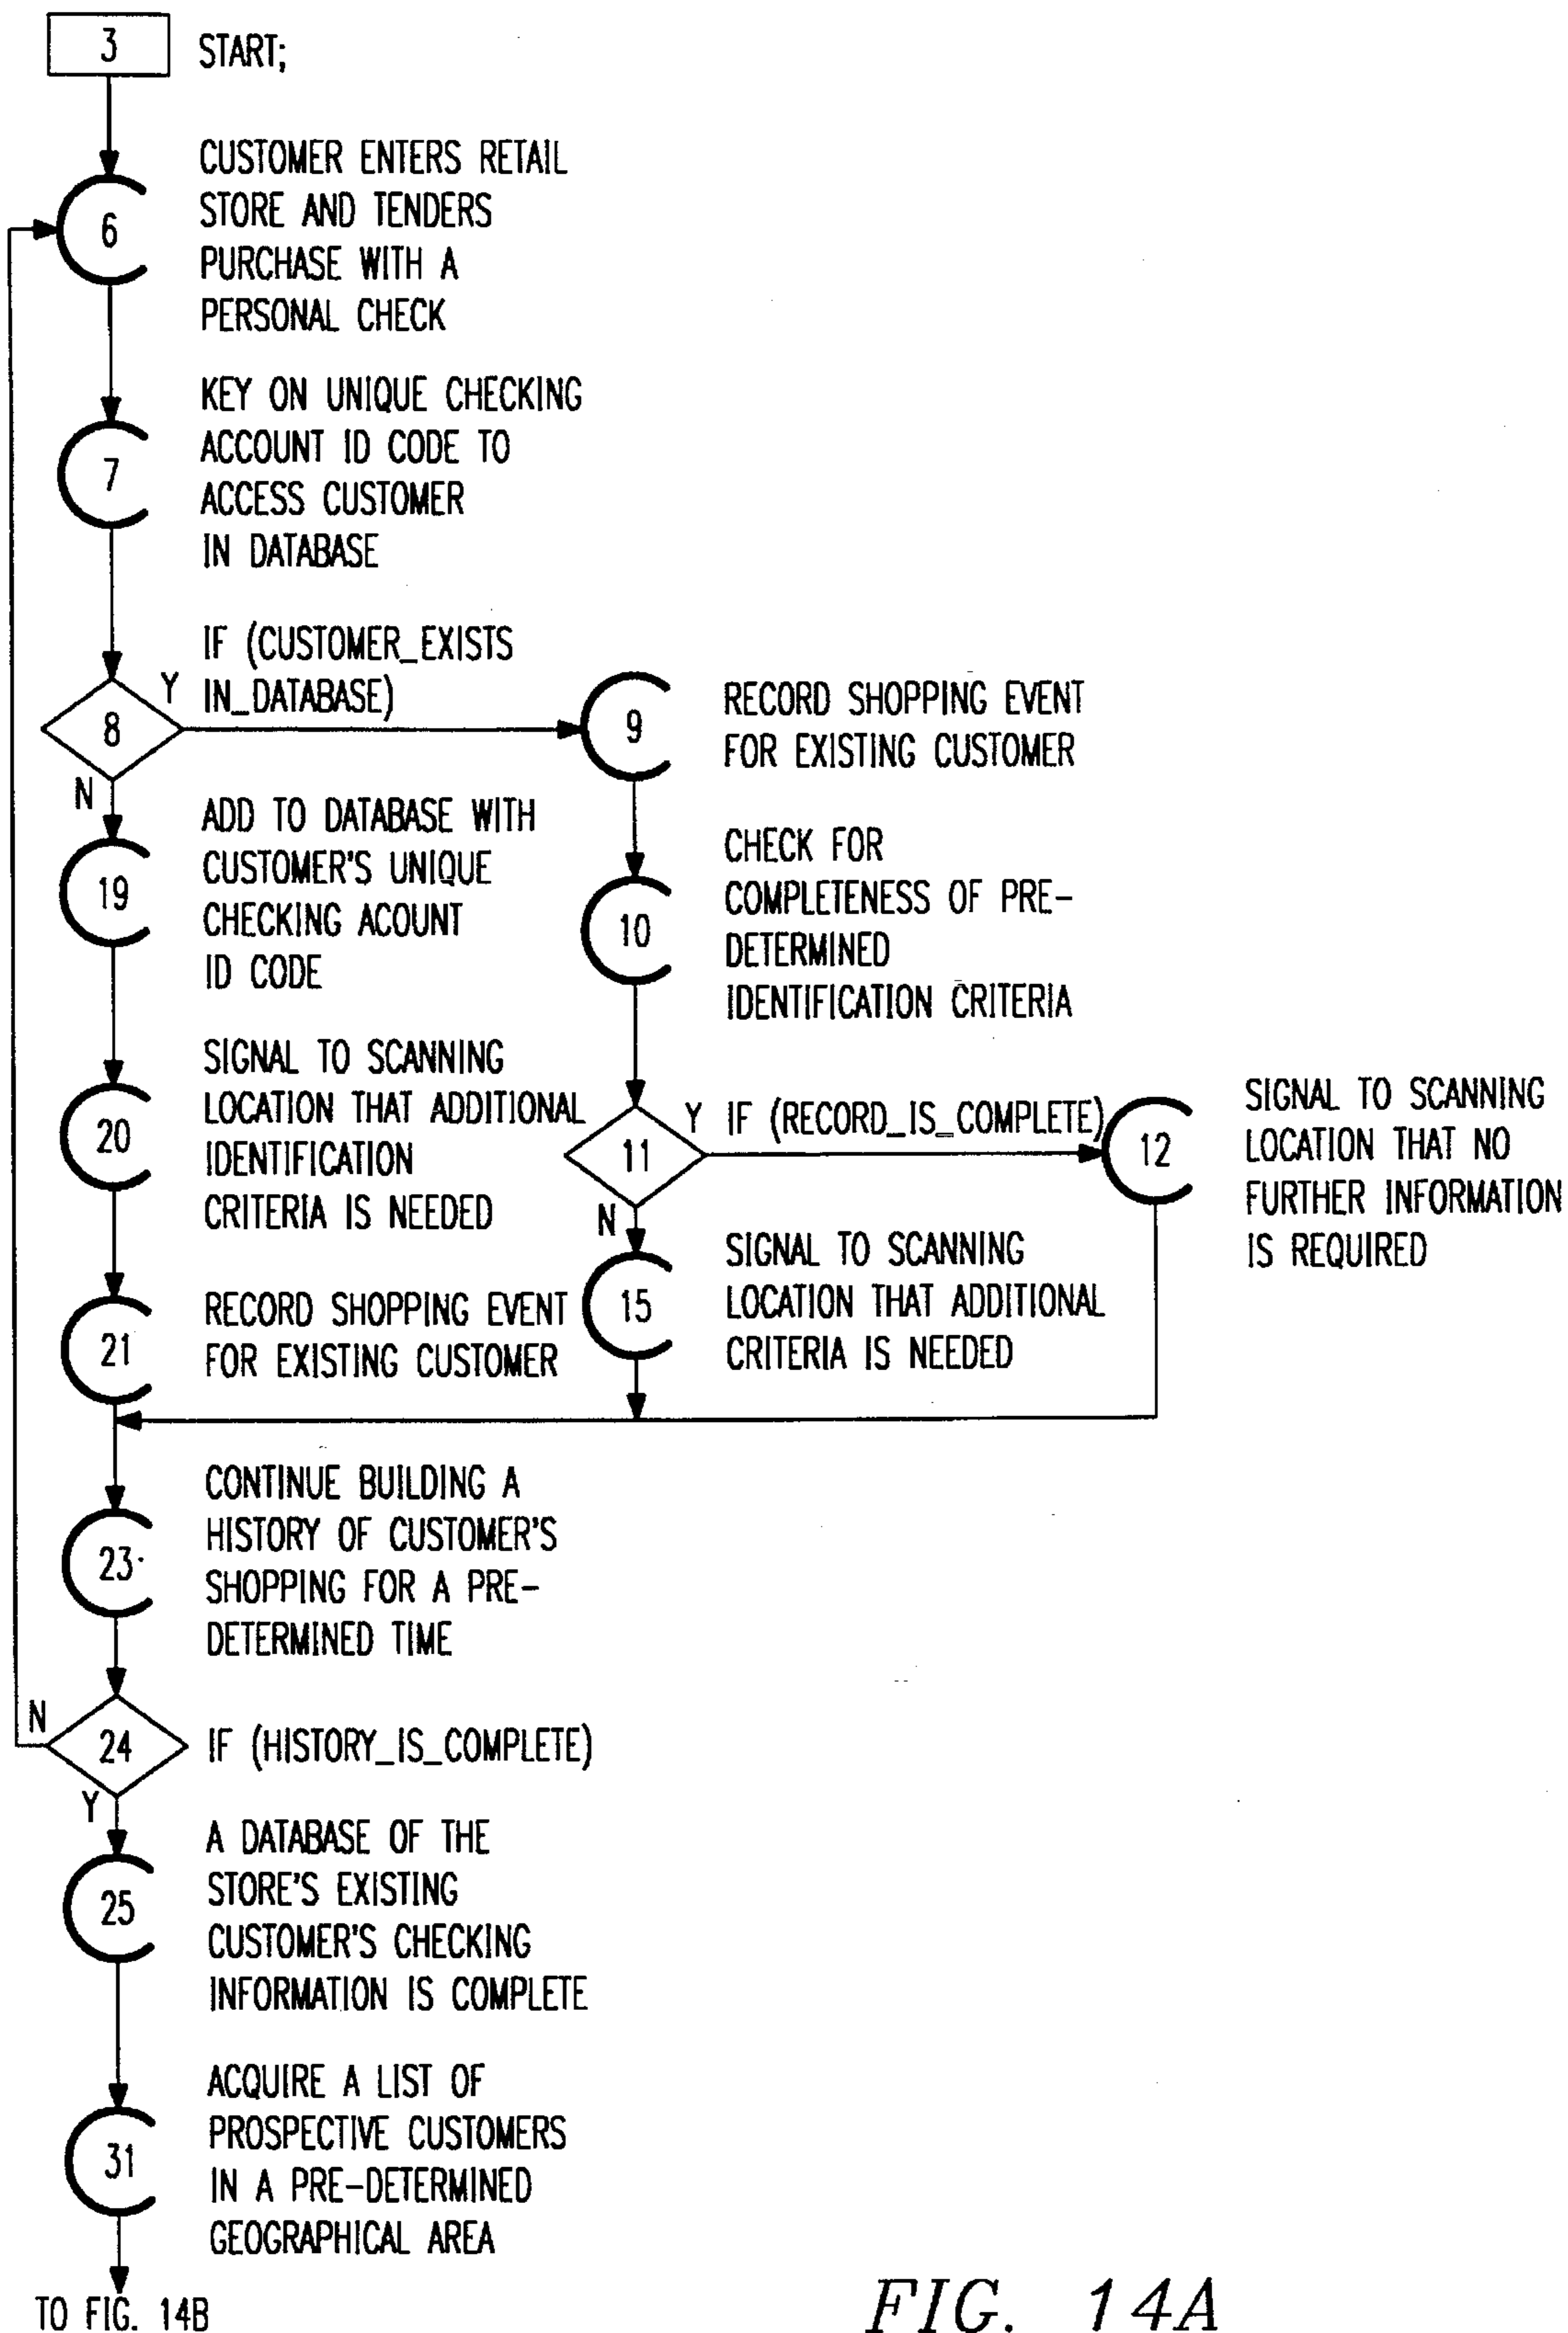 3 START;
CUSTOMER ENTERS RETAIL
STORE AND TENDERS
PURCHASE WITH A
PERSONAL CHECK
6
KEY ON UNIQUE CHECKING
ACCOUNT ID CODE TO
ACCESS CUSTOMER
IN DATABASE
7
IF (CUSTOMER_EXISTS
IN_DATABASE)
Y
8
N
9
RECORD SHOPPING EVENT
FOR EXISTING CUSTOMER
ADD TO DATABASE WITH
CUSTOMER'S UNIQUE
CHECKING ACOUNT
ID CODE
19
10
CHECK FOR
COMPLETENESS OF PRE-
DETERMINED
IDENTIFICATION CRITERIA
SIGNAL TO SCANNING
LOCATION THAT ADDITIONAL
IDENTIFICATION
CRITERIA IS NEEDED
20
11
Y IF (RECORD_IS_COMPLETE)
N
12
SIGNAL TO SCANNING
LOCATION THAT NO
FURTHER INFORMATION
IS REQUIRED
21
RECORD SHOPPING EVENT
FOR EXISTING CUSTOMER
15
SIGNAL TO SCANNING
LOCATION THAT ADDITIONAL
CRITERIA IS NEEDED
CONTINUE BUILDING A
HISTORY OF CUSTOMER'S
SHOPPING FOR A PRE-
DETERMINED TIME
23
N
24 IF (HISTORY_IS_COMPLETE)
Y
A DATABASE OF THE
STORE'S EXISTING
CUSTOMER'S CHECKING
INFORMATION IS COMPLETE
25
ACQUIRE A LIST OF
PROSPECTIVE CUSTOMERS
IN A PRE-DETERMINED
GEOGRAPHICAL AREA
31
TO FIG. 14B
FIG. 14A